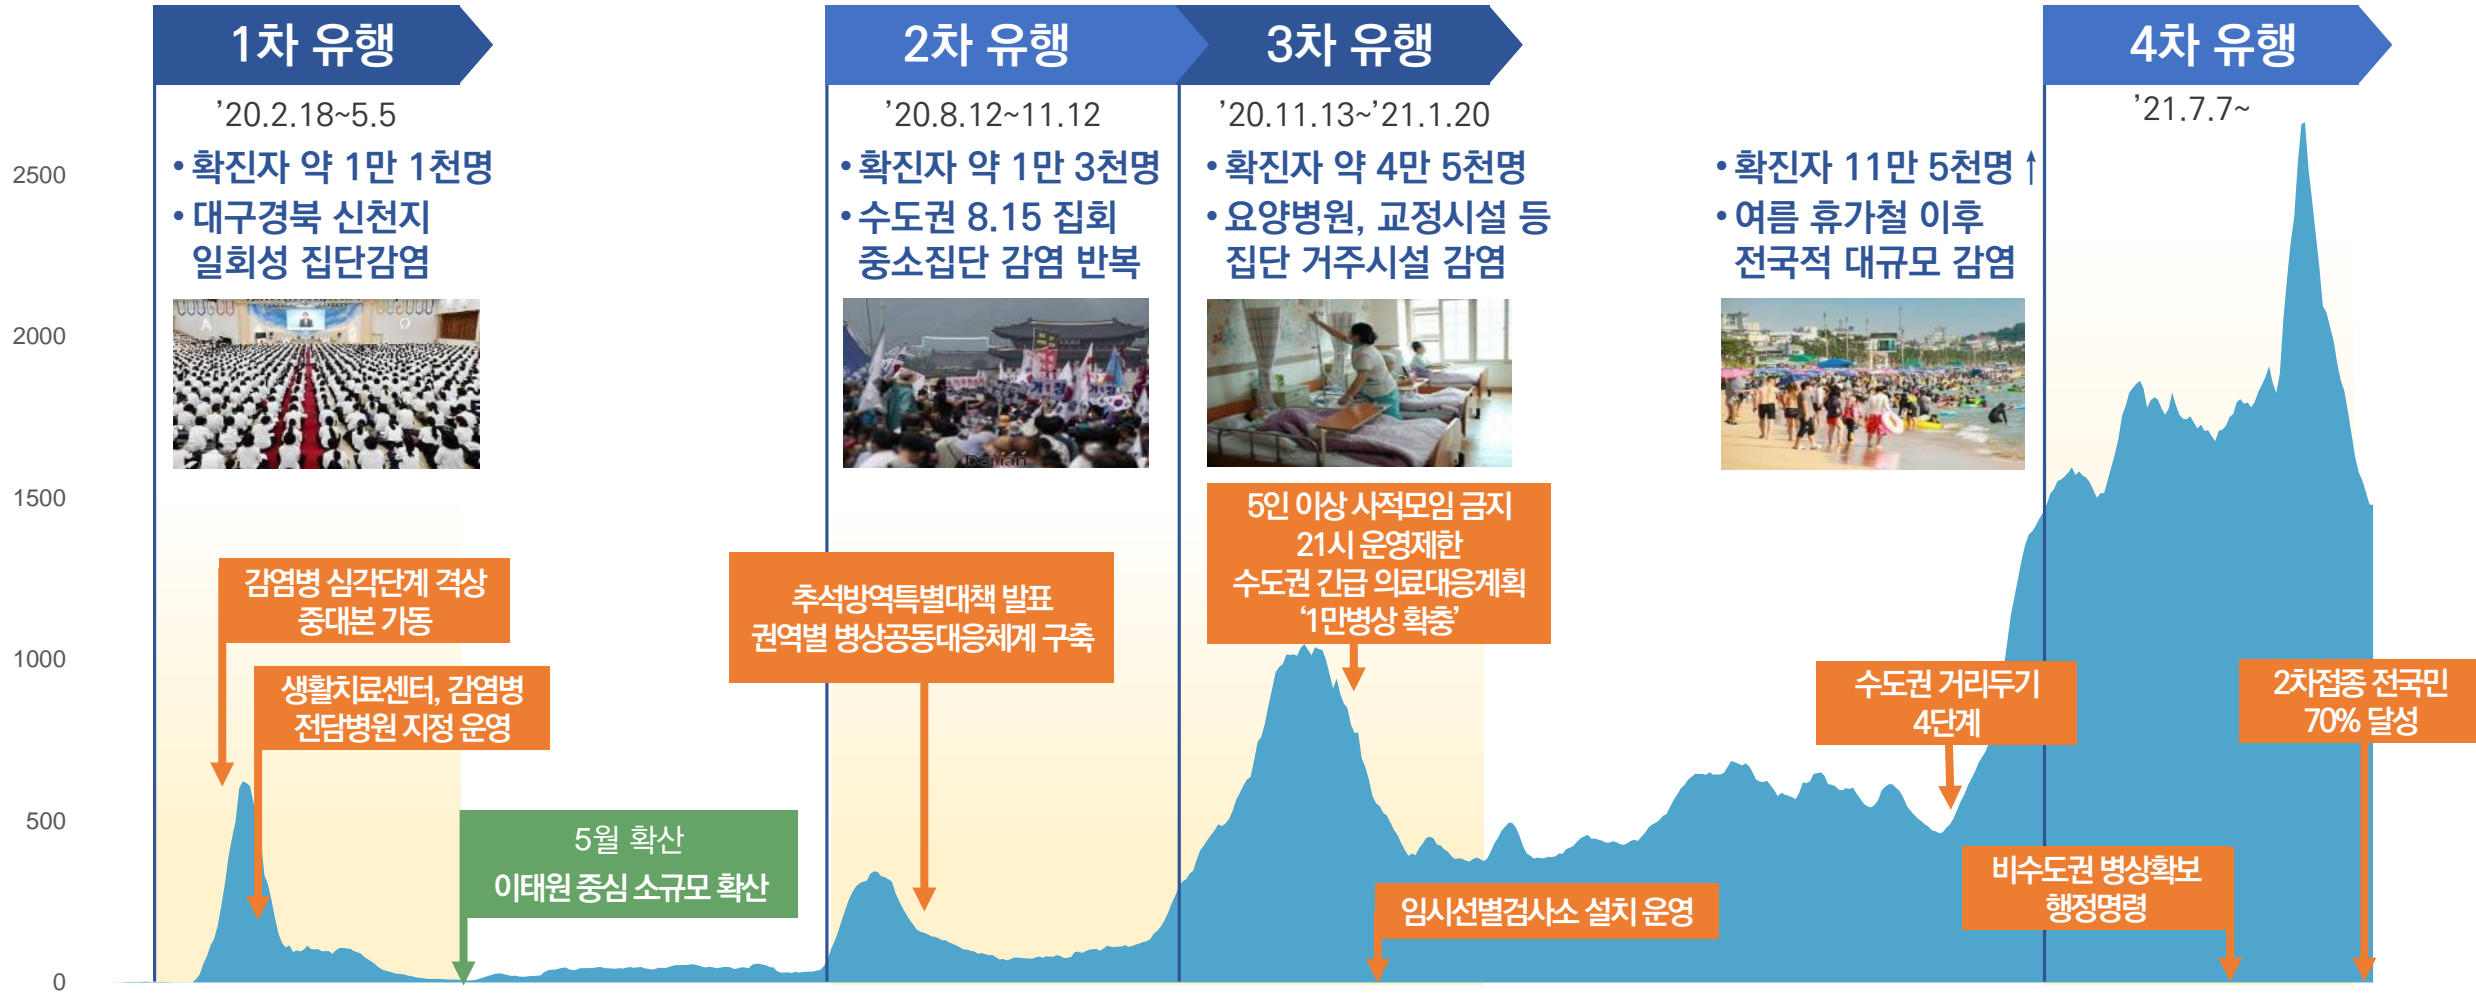 1차 유행
2차 유행
3차 유행
4차 유행
’20.2.18~5.5
’20.8.12~11.12
’20.11.13~’21.1.20
’21.7.7~
• 확진자 약 1만 1천명
• 대구경북 신천지
일회성 집단감염
• 확진자 약 1만 3천명
• 수도권 8.15 집회
중소집단 감염 반복
• 확진자 약 4만 5천명
• 요양병원, 교정시설 등
집단 거주시설 감염
• 확진자 11만 5천명↑
• 여름 휴가철 이후
전국적 대규모 감염
2500
2000
1500
1000
500
0
감염병 심각단계 격상
중대본 가동
생활치료센터, 감염병
전담병원 지정 운영
5월 확산
이태원 중심 소규모 확산
추석방역특별대책 발표
권역별 병상공동대응체계 구축
5인 이상 사적모임 금지
21시 운영제한
수도권 긴급 의료대응계획
‘1만병상 확충’
임시선별검사소 설치 운영
수도권 거리두기
4단계
비수도권 병상확보
행정명령
2차접종 전국민
70% 달성